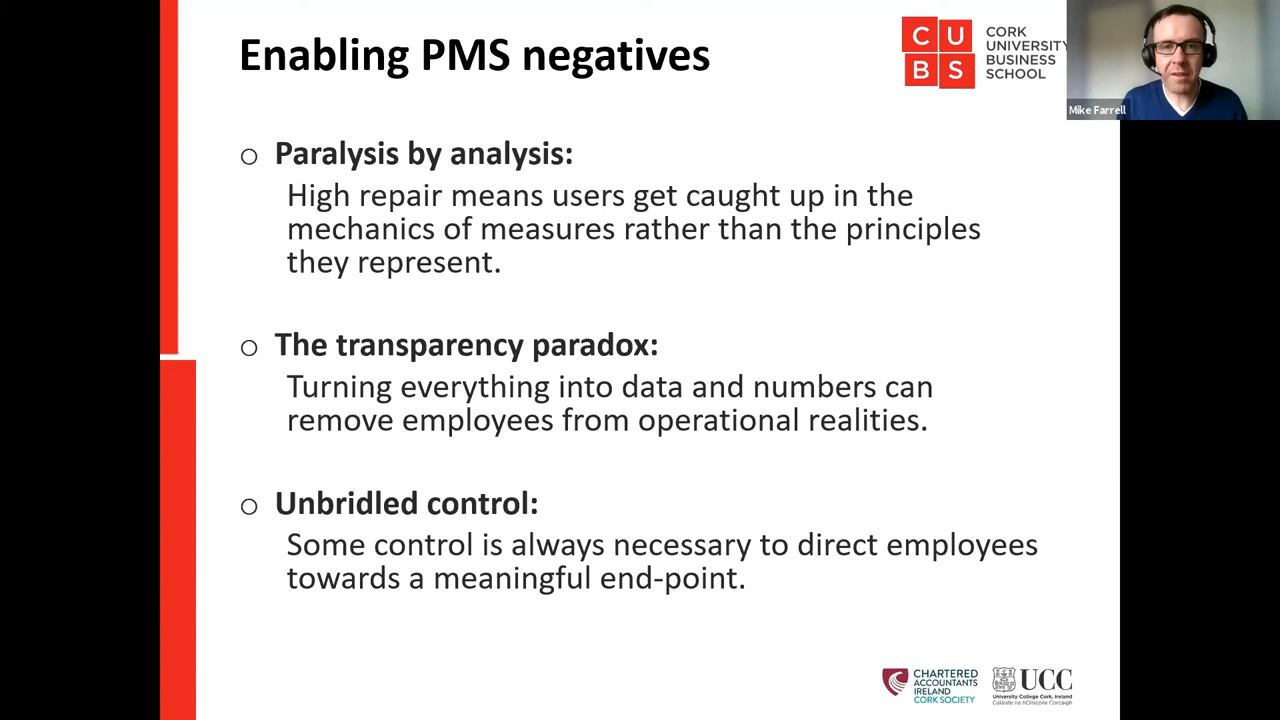 Enabling PMS negatives
CU
BS
CORK
UNIVERSITY
BUSINESS
SCHOOL
Mike Farrell
o Paralysis by analysis:
High repair means users get caught up in the
mechanics of measures rather than the principles
they represent.
o The transparency paradox:
Turning everything into data and numbers can
remove employees from operational realities.
o Unbridled control:
Some control is always necessary to direct employees
towards a meaningful end-point.
CHARTERED
ACCOUNTANTS
IRELAND
CORK SOCIETY
UCC
University College Cork, Ireland
Coláiste na hOllscoile Corcaigh